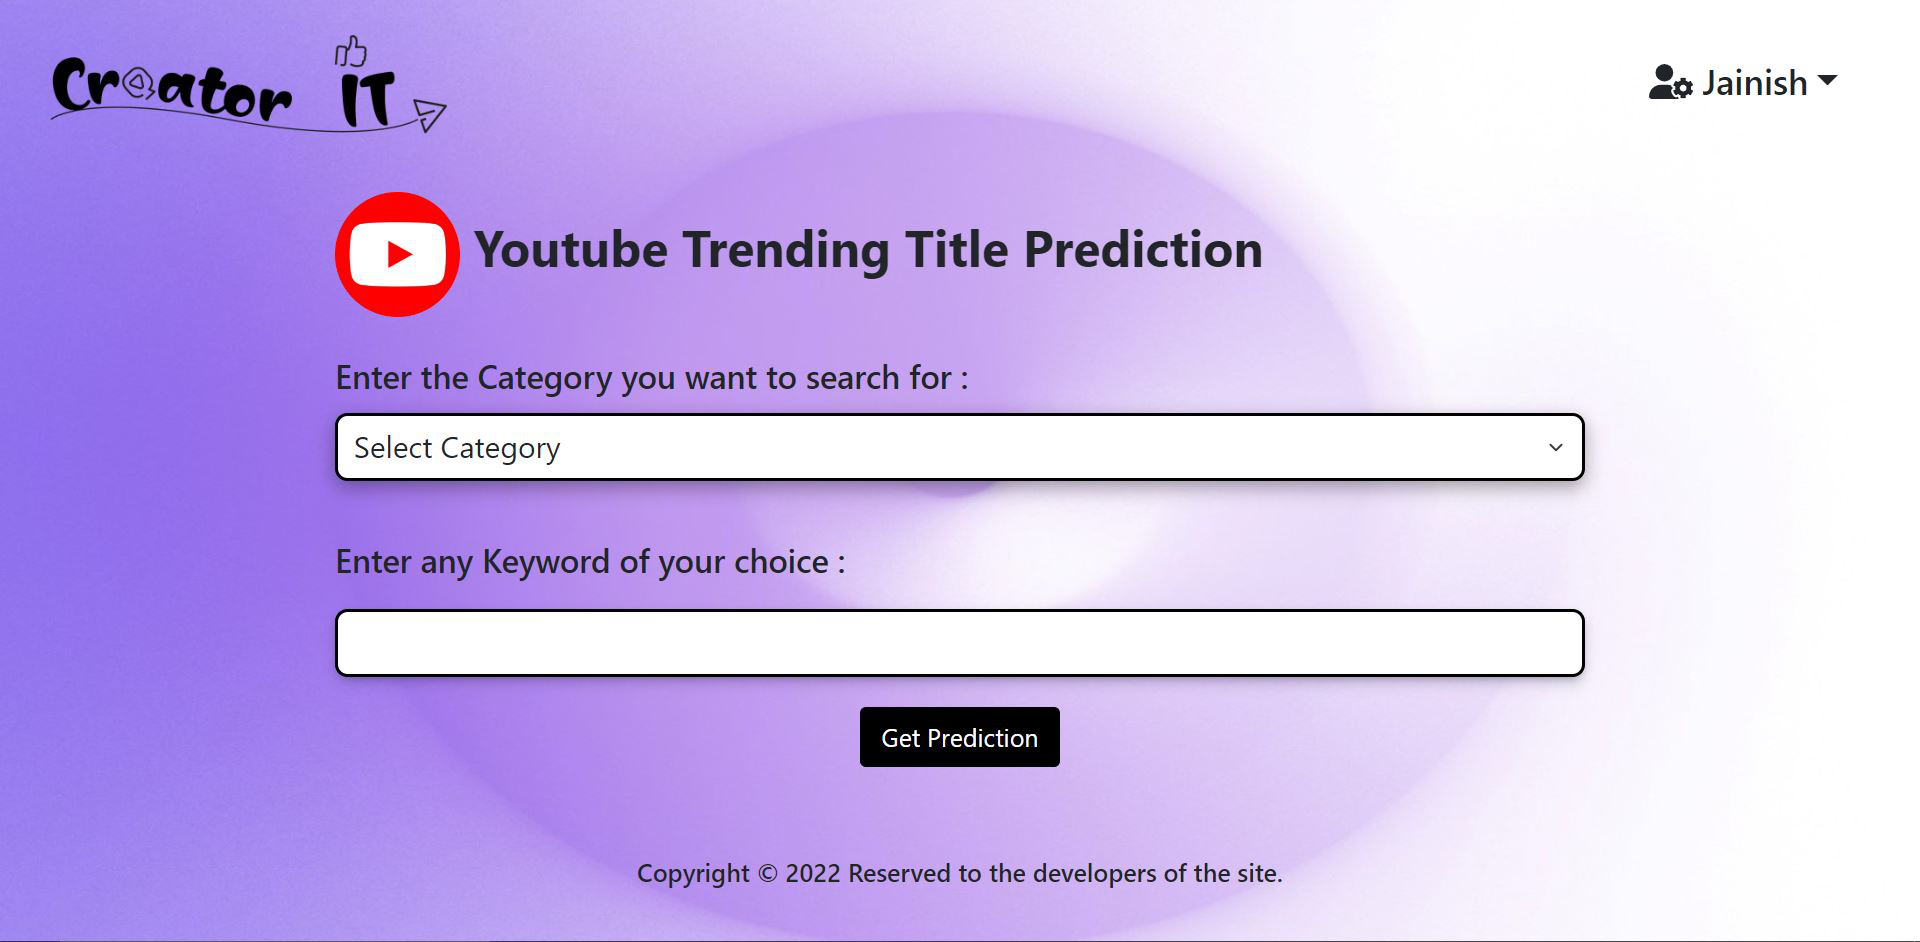 Creator IT
Jainish
Youtube Trending Title Prediction
Enter the Category you want to search for :
Select Category
Enter any Keyword of your choice :
Get Prediction
Copyright © 2022 Reserved to the developers of the site.